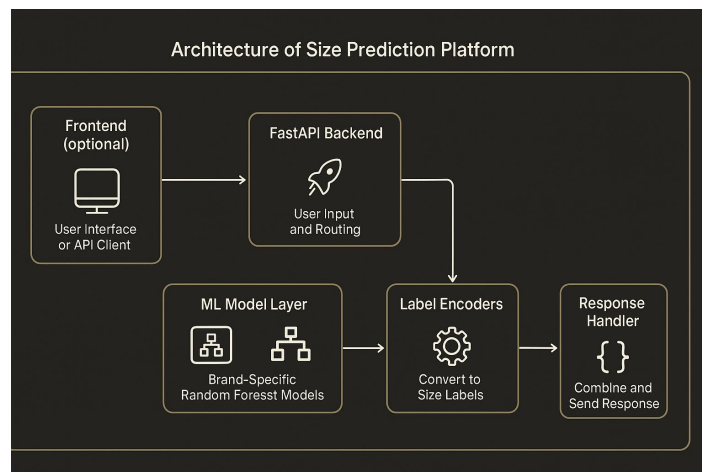 Architecture of Size Prediction Platform
Frontend
(optional)
User Interface
or API Client
FastAPI Backend
User Input
and Routing
ML Model Layer
Brand-Specific
Random Foresst Models
Label Encoders
Convert to
Size Labels
Response
Handler
{ }
Combine and
Send Response